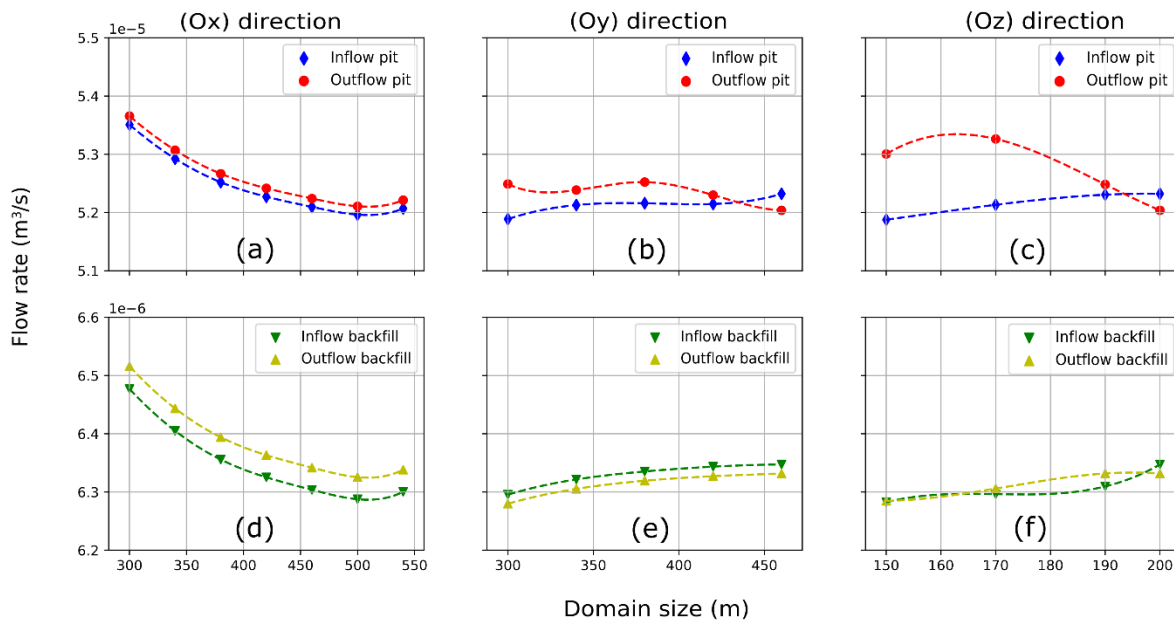 (Ox) direction
(Oy) direction
(Oz) direction
1e−5
5.5
5.4
5.3
5.2
5.1
Inflow pit
Outflow pit
(a)
Inflow pit
Outflow pit
(b)
Inflow pit
Outflow pit
(c)
Flow rate (m³/s)
1e−6
6.6
6.5
6.4
6.3
6.2
Inflow backfill
Outflow backfill
(d)
Inflow backfill
Outflow backfill
(e)
Inflow backfill
Outflow backfill
(f)
300 350 400 450 500 550
300 350 400 450
150 160 170 180 190 200
Domain size (m)